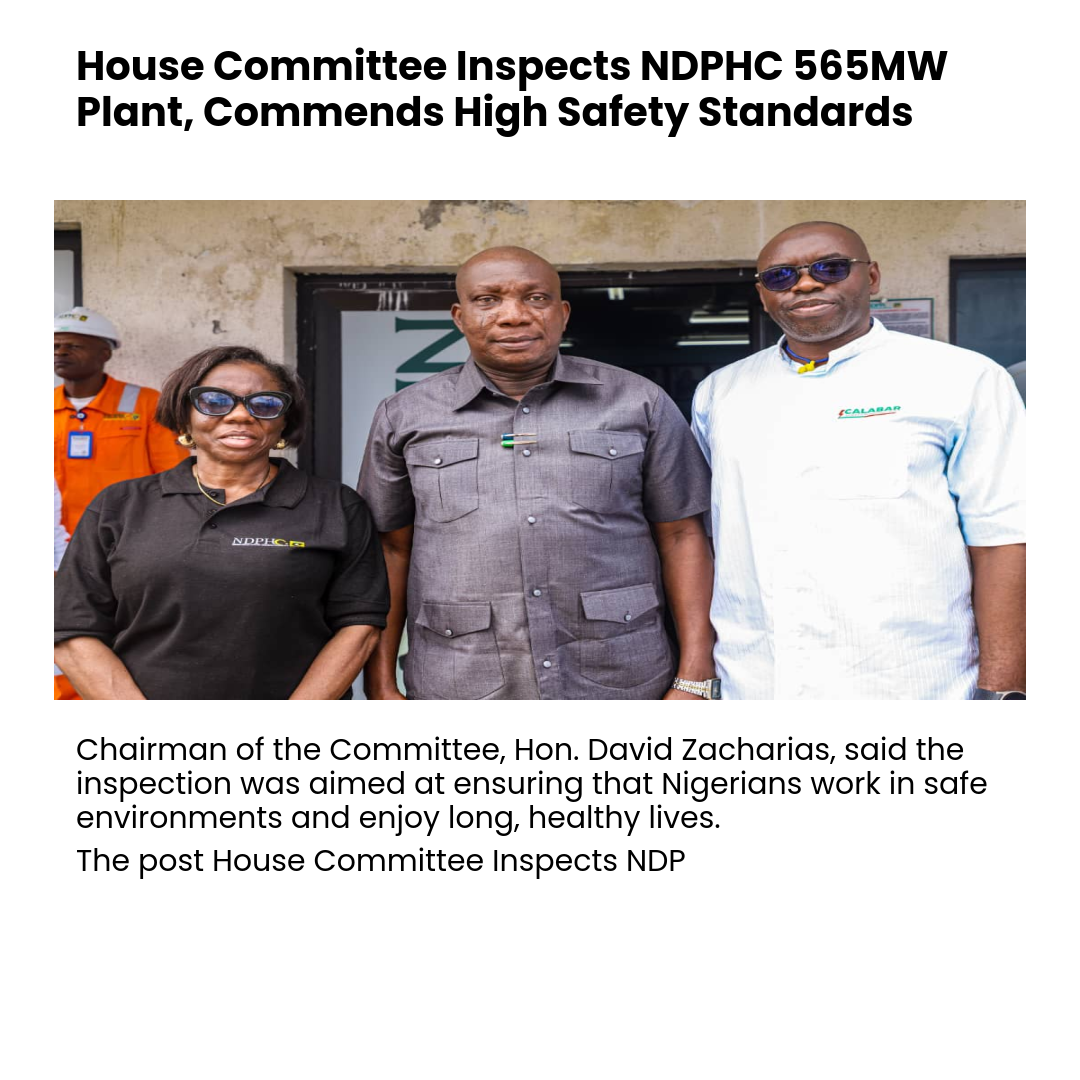 House Committee Inspects NDPHC 565MW
Plant, Commends High Safety Standards
NDPHC
CALABAR
Chairman of the Committee, Hon. David Zacharias, said the
inspection was aimed at ensuring that Nigerians work in safe
environments and enjoy long, healthy lives.
The post House Committee Inspects NDP